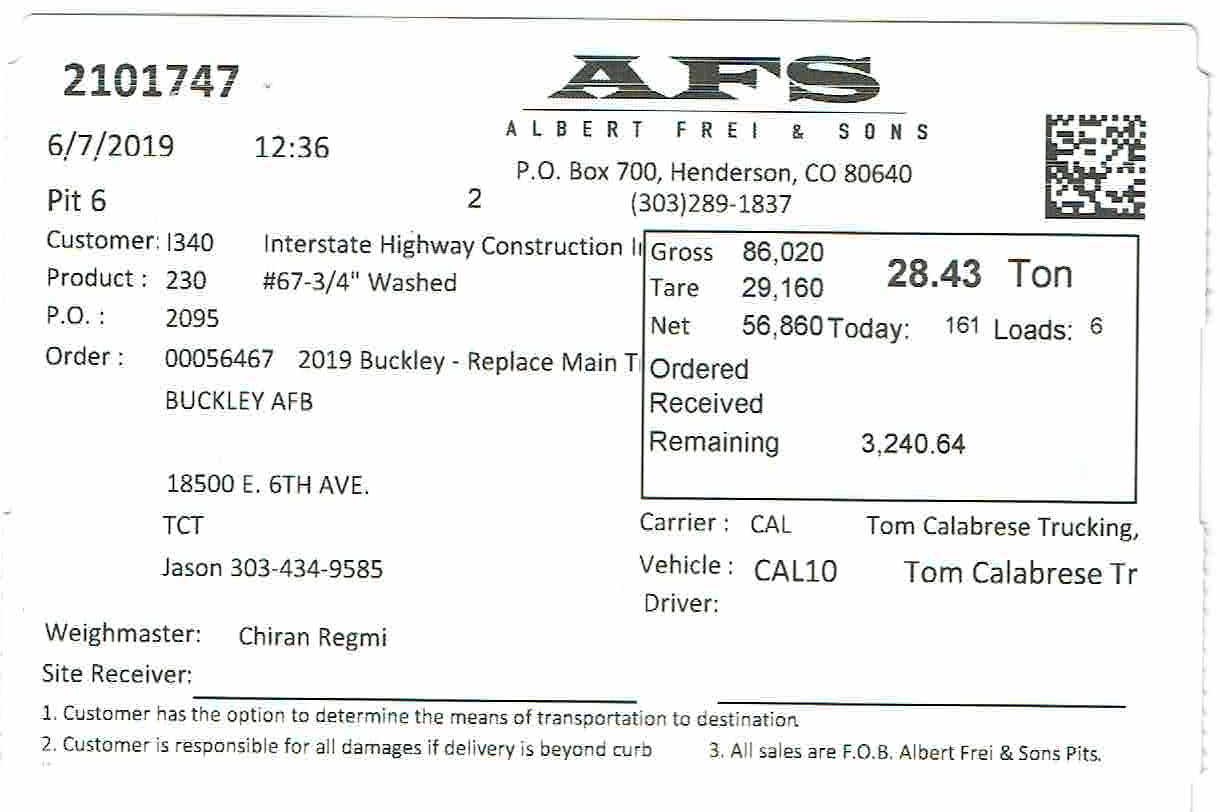 2101747
AFS
ALBERT FREI & SONS
6/7/2019 12:36
P.O. Box 700, Henderson, CO 80640
Pit 6 2 (303)289-1837
Customer: I340 Interstate Highway Construction I
Product : 230 #67-3/4" Washed
P.O. : 2095
Order : 00056467 2019 Buckley - Replace Main T
BUCKLEY AFB
18500 E. 6TH AVE.
TCT
Jason 303-434-9585
Gross 86,020 28.43 Ton
Tare 29,160
Net 56,860 Today: 161 Loads: 6
Ordered
Received
Remaining 3,240.64
Carrier : CAL Tom Calabrese Trucking,
Vehicle : CAL10 Tom Calabrese Tr
Driver:
Weighmaster: Chiran Regmi
Site Receiver:
1. Customer has the option to determine the means of transportation to destination
2. Customer is responsible for all damages if delivery is beyond curb 3. All sales are F.O.B. Albert Frei & Sons Pits.